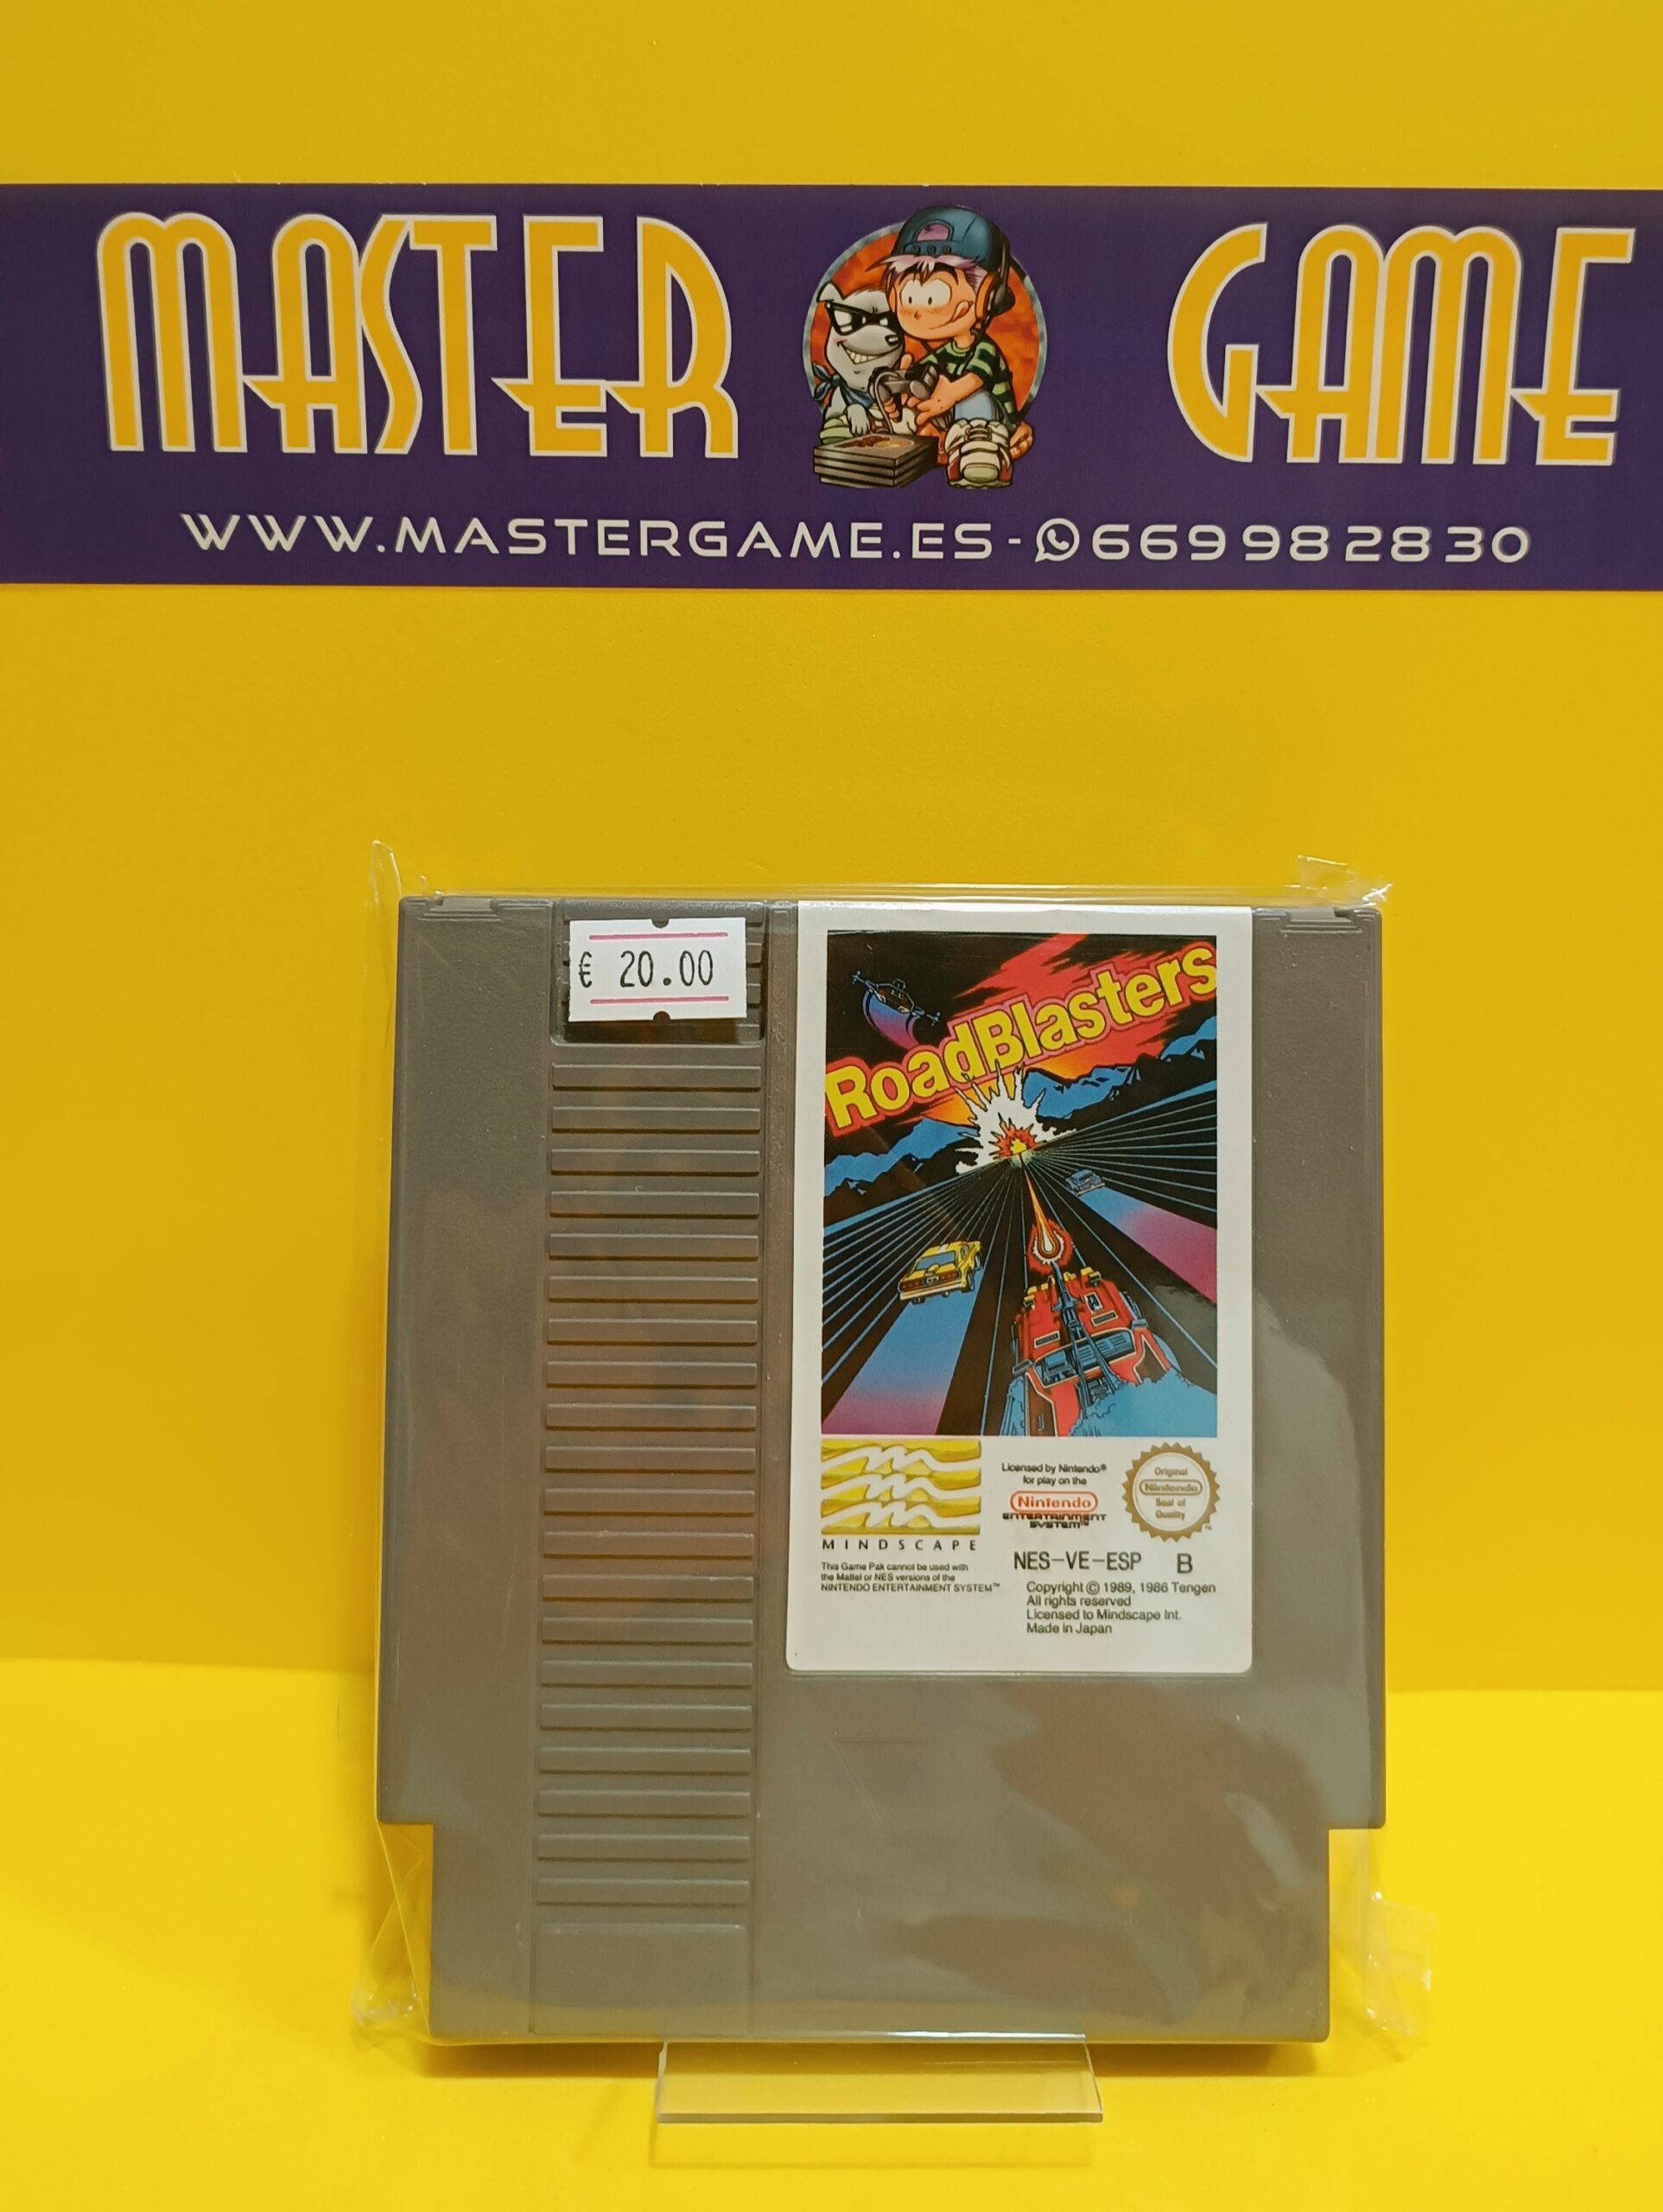 MASTER GAME
WWW.MASTERGAME.ES - 669982830
€ 20.00
RoadBlasters
MINDSCAPE
This Game Pak cannot be used with
the Mattel or NES versions of the
NINTENDO ENTERTAINMENT SYSTEM™
Licensed by Nintendo®
for play on the
Nintendo
ENTERTAINMENT
SYSTEM™
Original
Nintendo
Seal of
Quality
NES-VE-ESP B
Copyright © 1989, 1986 Tengen
All rights reserved
Licensed to Mindscape Int.
Made in Japan